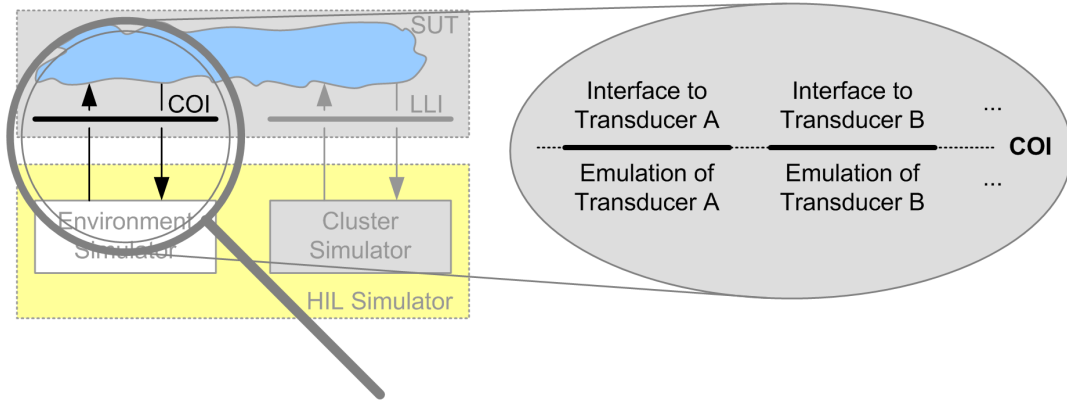 SUT
COI
LLI
Environment
Simulator
Cluster
Simulator
HIL Simulator
Interface to
Transducer A
Interface to
Transducer B
...
COI
Emulation of
Transducer A
Emulation of
Transducer B
...